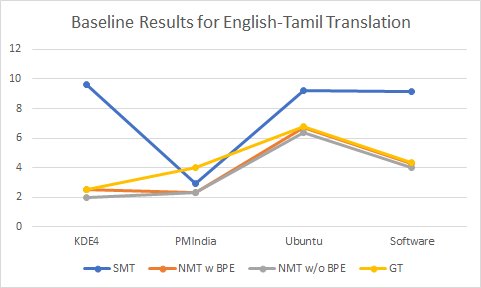 Baseline Results for English-Tamil Translation
12
10
8
6
4
2
0
KDE4 PMIndia Ubuntu Software
SMT NMT w BPE NMT w/o BPE GT